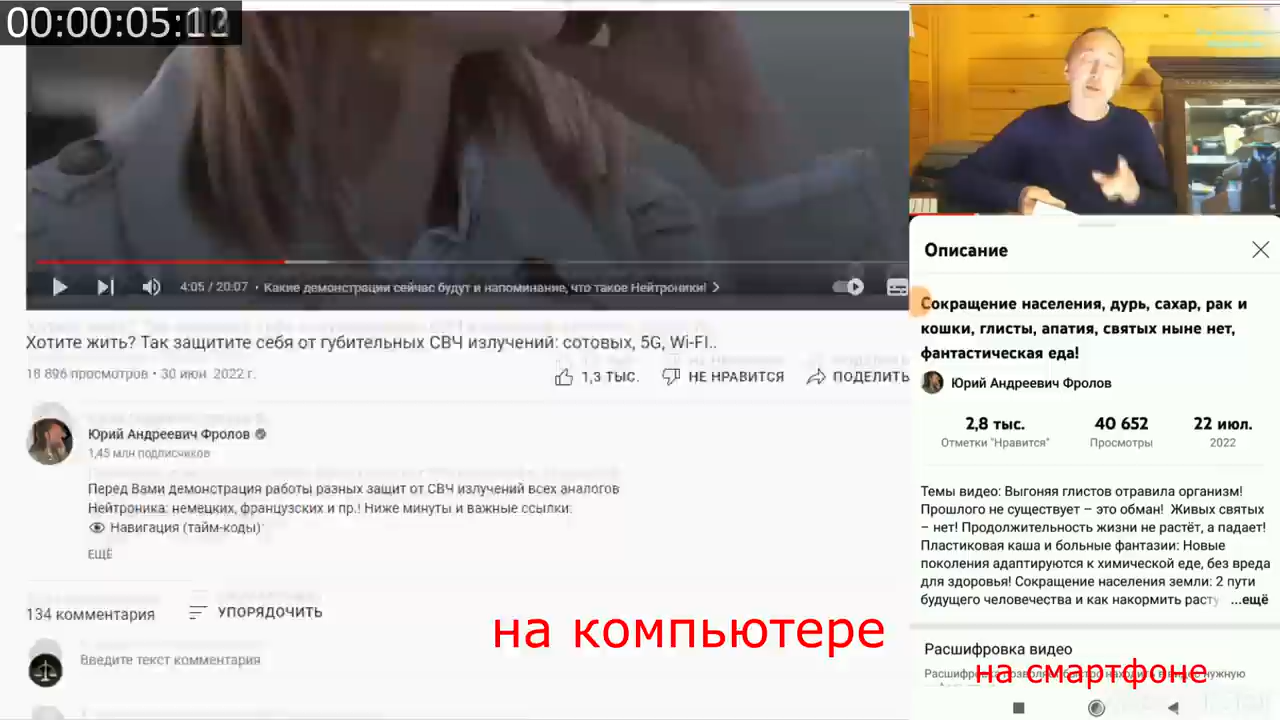 00:00:05:12
4:05 / 20:07 • Какие демонстрации сейчас будут и напоминание, что такое Нейтроники!
Хотите жить? Так защитите себя от губительных СВЧ излучений: сотовых, 5G, Wi-FI..
18 896 просмотров • 30 июн. 2022 г.
1,3 ТЫС.
НЕ НРАВИТСЯ
ПОДЕЛИТЬ
Юрий Андреевич Фролов
1,45 млн подписчиков
Перед Вами демонстрация работы разных защит от СВЧ излучений всех аналогов
Нейтроника: немецких, французских и пр.! Ниже минуты и важные ссылки:
Навигация (тайм-коды)
ЕЩЁ
134 комментария
УПОРЯДОЧИТЬ
Введите текст комментария
на компьютере
Описание
Сокращение населения, дурь, сахар, рак и
кошки, глисты, апатия, святых ныне нет,
фантастическая еда!
Юрий Андреевич Фролов
2,8 тыс.
40 652
22 июл.
Отметки "Нравится"
Просмотры
2022
Темы видео: Выгоняя глистов отравила организм!
Прошлого не существует – это обман! Живых святых
– нет! Продолжительность жизни не растёт, а падает!
Пластиковая каша и больные фантазии: Новые
поколения адаптируются к химической еде, без вреда
для здоровья! Сокращение населения земли: 2 пути
будущего человечества и как накормить расту ...ещё
Расшифровка видео
на смартфоне